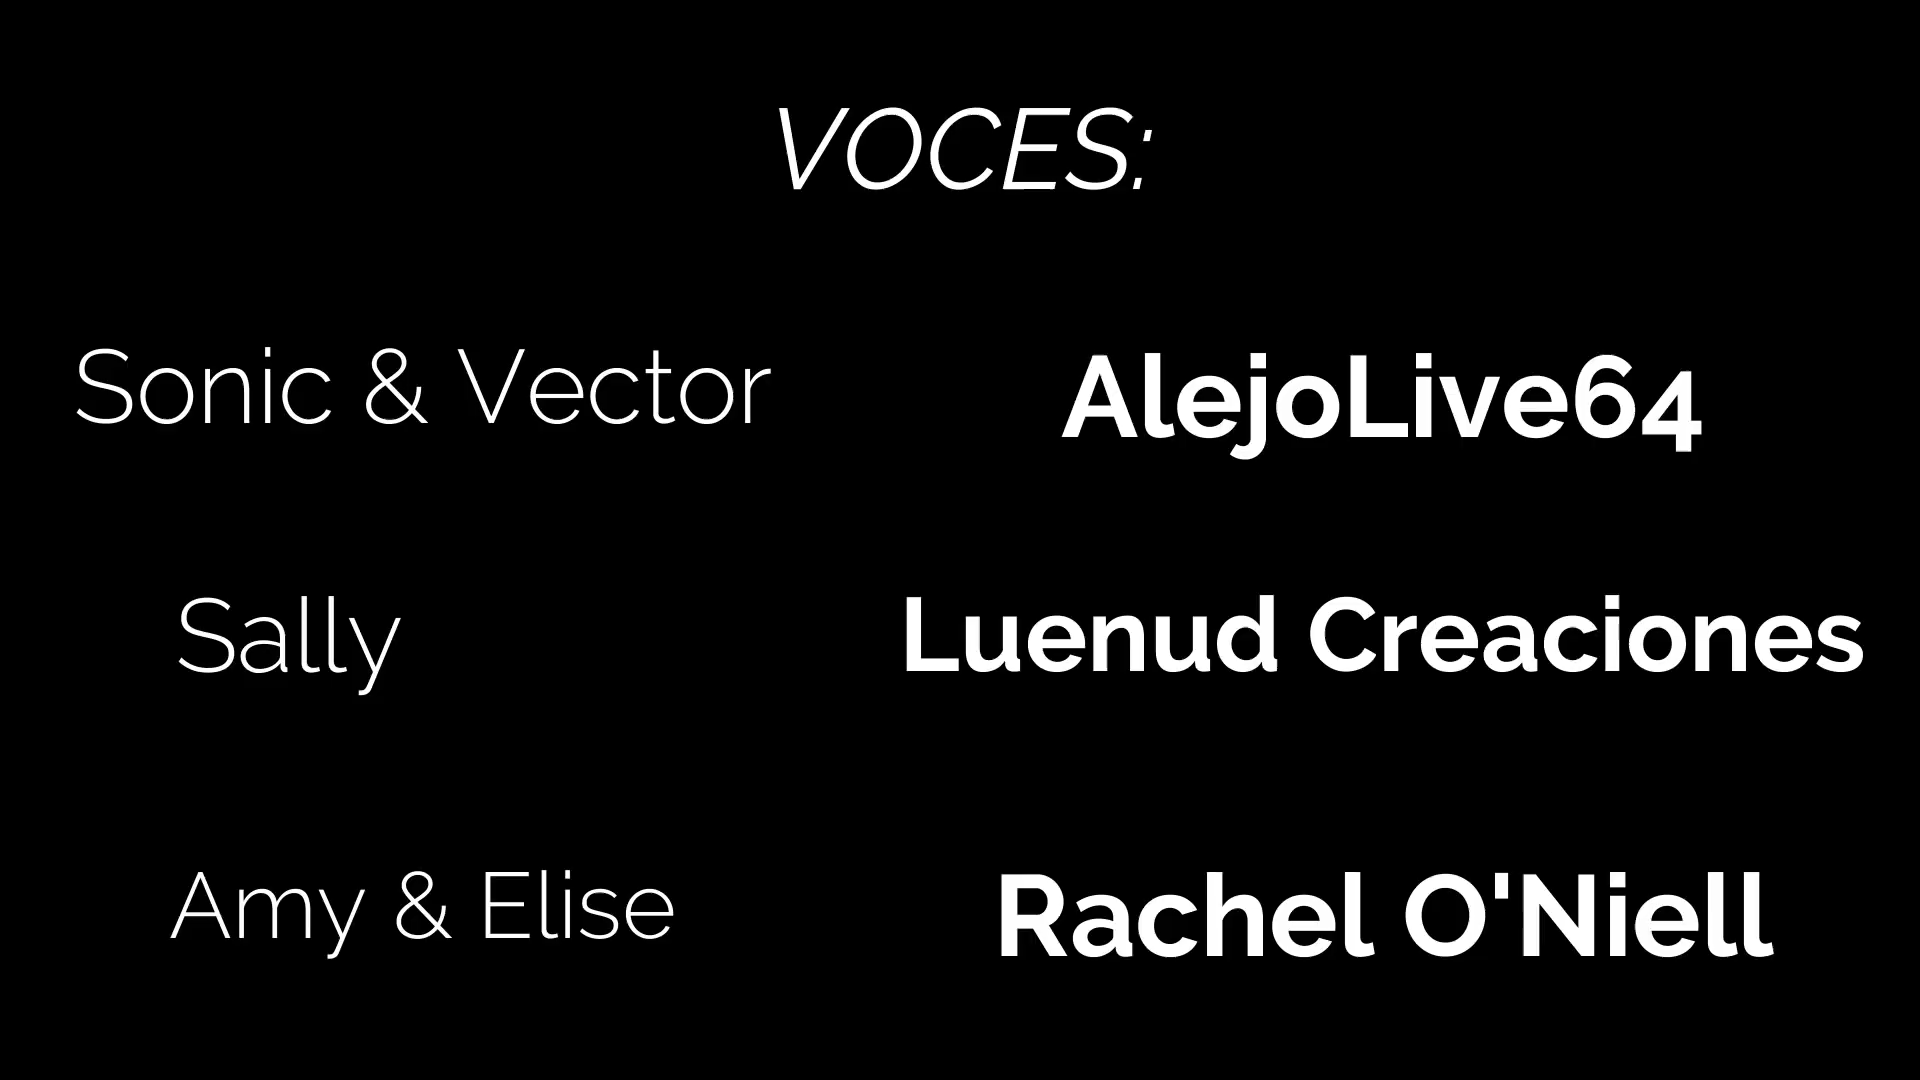 VOCES:
Sonic & Vector AlejoLive64
Sally Luenud Creaciones
Amy & Elise Rachel O'Niell